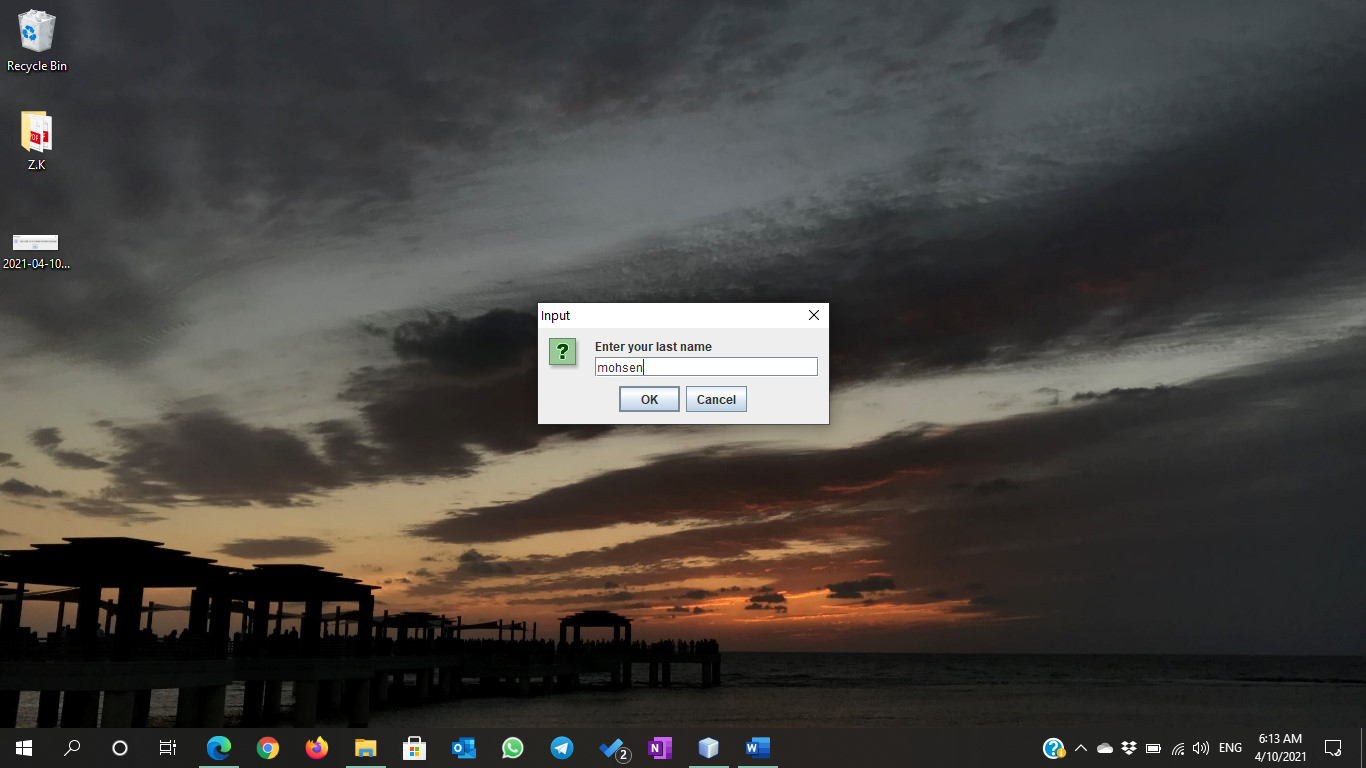 Recycle Bin
Z.K
2021-04-10...
Input
Enter your last name
mohsen
OK
Cancel
2
ENG
6:13 AM
4/10/2021